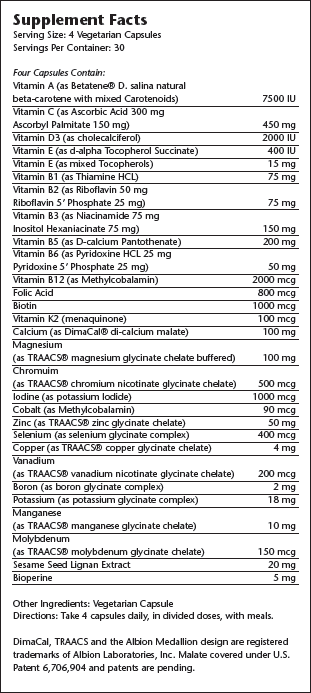 Supplement Facts
Serving Size: 4 Vegetarian Capsules
Servings Per Container: 30
Four Capsules Contain:
Vitamin A (as Betatene® D. salina natural
beta-carotene with mixed Carotenoids) 7500 IU
Vitamin C (as Ascorbic Acid 300 mg
Ascorbyl Palmitate 150 mg) 450 mg
Vitamin D3 (as cholecalciferol) 2000 IU
Vitamin E (as d-alpha Tocopherol Succinate) 400 IU
Vitamin E (as mixed Tocopherols) 15 mg
Vitamin B1 (as Thiamine HCL) 75 mg
Vitamin B2 (as Riboflavin 50 mg
Riboflavin 5' Phosphate 25 mg) 75 mg
Vitamin B3 (as Niacinamide 75 mg
Inositol Hexaniacinate 75 mg) 150 mg
Vitamin B5 (as D-calcium Pantothenate) 200 mg
Vitamin B6 (as Pyridoxine HCL 25 mg
Pyridoxine 5' Phosphate 25 mg) 50 mg
Vitamin B12 (as Methylcobalamin) 2000 mcg
Folic Acid 800 mcg
Biotin 1000 mcg
Vitamin K2 (menaquinone) 100 mcg
Calcium (as DimaCal® di-calcium malate) 100 mg
Magnesium
(as TRAACS® magnesium glycinate chelate buffered) 100 mg
Chromuim
(as TRAACS® chromium nicotinate glycinate chelate) 500 mcg
Iodine (as potassium Iodide) 1000 mcg
Cobalt (as Methylcobalamin) 90 mcg
Zinc (as TRAACS® zinc glycinate chelate) 50 mg
Selenium (as selenium glycinate complex) 400 mcg
Copper (as TRAACS® copper glycinate chelate) 4 mg
Vanadium
(as TRAACS® vanadium nicotinate glycinate chelate) 200 mcg
Boron (as boron glycinate complex) 2 mg
Potassium (as potassium glycinate complex) 18 mg
Manganese
(as TRAACS® manganese glycinate chelate) 10 mg
Molybdenum
(as TRAACS® molybdenum glycinate chelate) 150 mcg
Sesame Seed Lignan Extract 20 mg
Bioperine 5 mg
Other Ingredients: Vegetarian Capsule
Directions: Take 4 capsules daily, in divided doses, with meals.
DimaCal, TRAACS and the Albion Medallion design are registered
trademarks of Albion Laboratories, Inc. Malate covered under U.S.
Patent 6,706,904 and patents are pending.